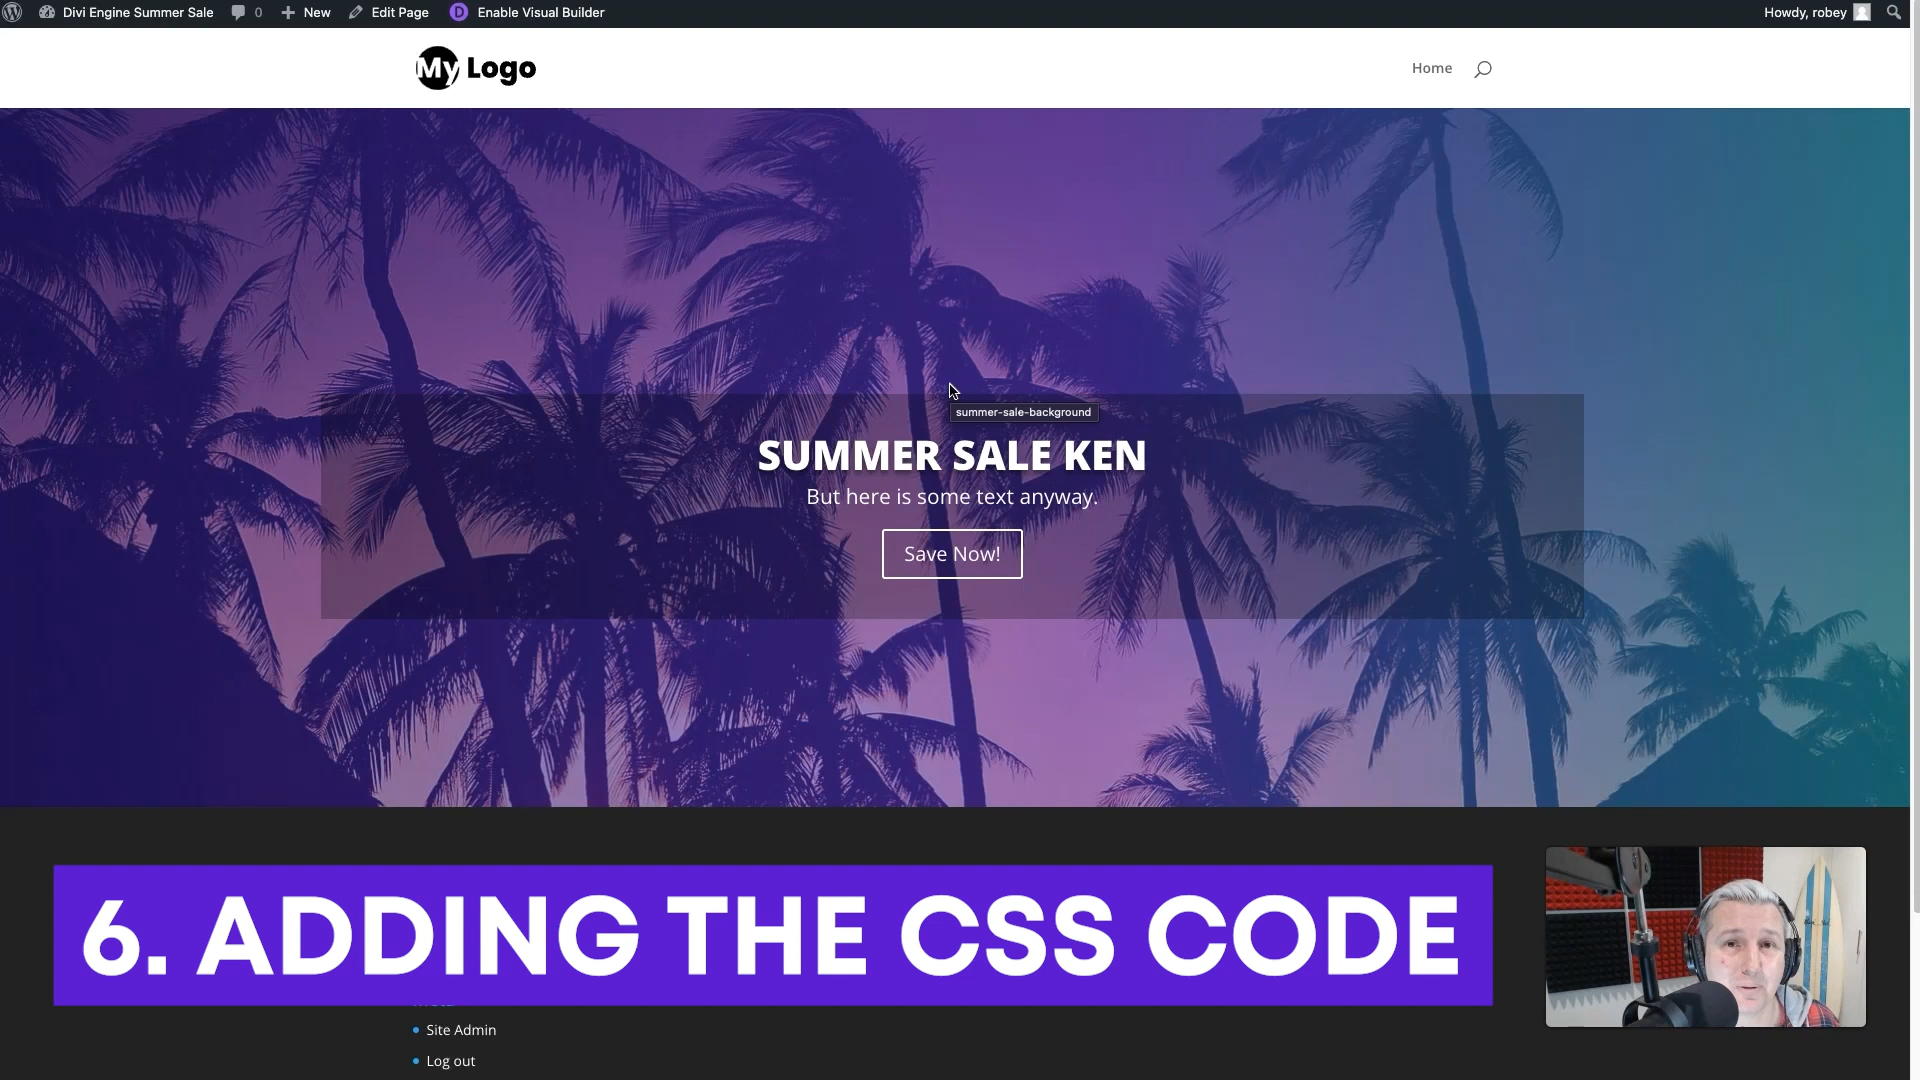 Divi Engine Summer Sale 0 New Edit Page D Enable Visual Builder Howdy, robey
My Logo Home
summer-sale-background
SUMMER SALE KEN
But here is some text anyway.
Save Now!
6. ADDING THE CSS CODE
Site Admin
Log out